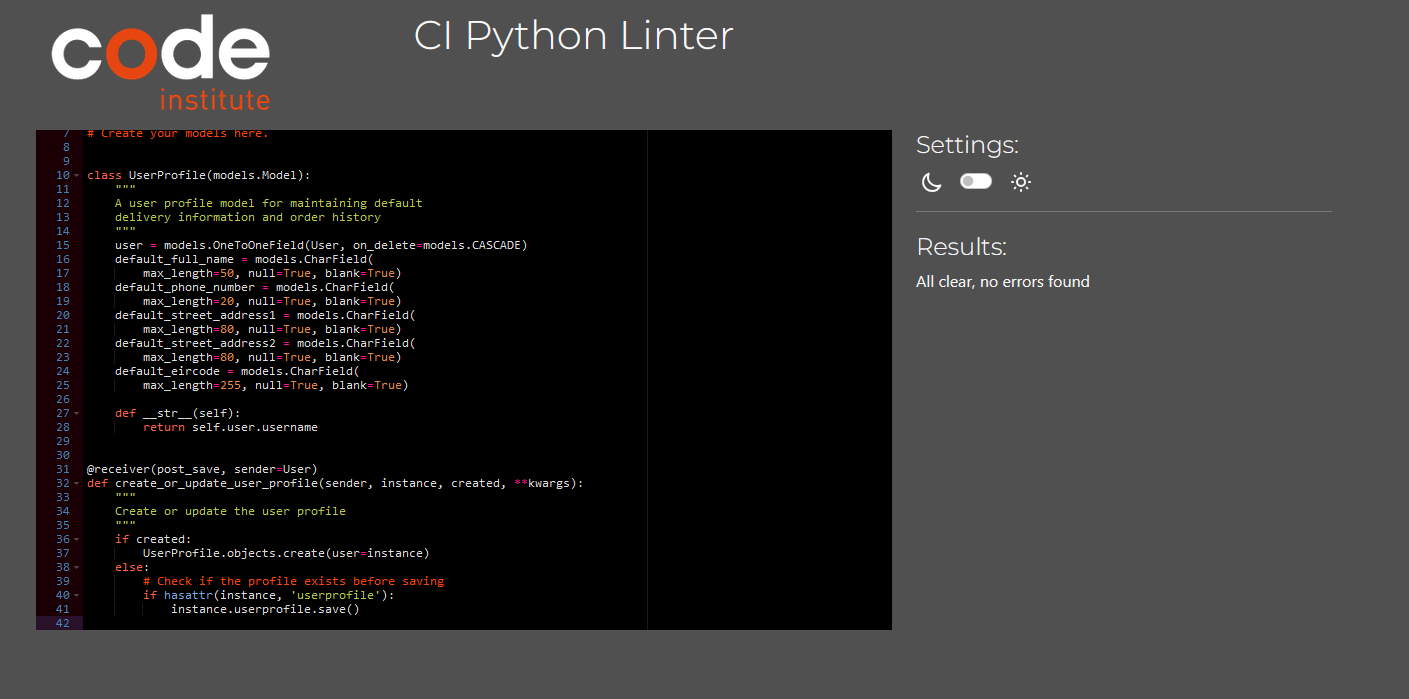 code
institute
CI Python Linter
7 # Create your models here.
8
9
10 class UserProfile(models.Model):
11 """
12 A user profile model for maintaining default
13 delivery information and order history
14 """
15 user = models.OneToOneField(User, on_delete=models.CASCADE)
16 default_full_name = models.CharField(
17 max_length=50, null=True, blank=True)
18 default_phone_number = models.CharField(
19 max_length=20, null=True, blank=True)
20 default_street_address1 = models.CharField(
21 max_length=80, null=True, blank=True)
22 default_street_address2 = models.CharField(
23 max_length=80, null=True, blank=True)
24 default_eircode = models.CharField(
25 max_length=255, null=True, blank=True)
26
27 def __str__(self):
28 return self.user.username
29
30
31 @receiver(post_save, sender=User)
32 def create_or_update_user_profile(sender, instance, created, **kwargs):
33 """
34 Create or update the user profile
35 """
36 if created:
37 UserProfile.objects.create(user=instance)
38 else:
39 # Check if the profile exists before saving
40 if hasattr(instance, 'userprofile'):
41 instance.userprofile.save()
42
Settings:
Results:
All clear, no errors found